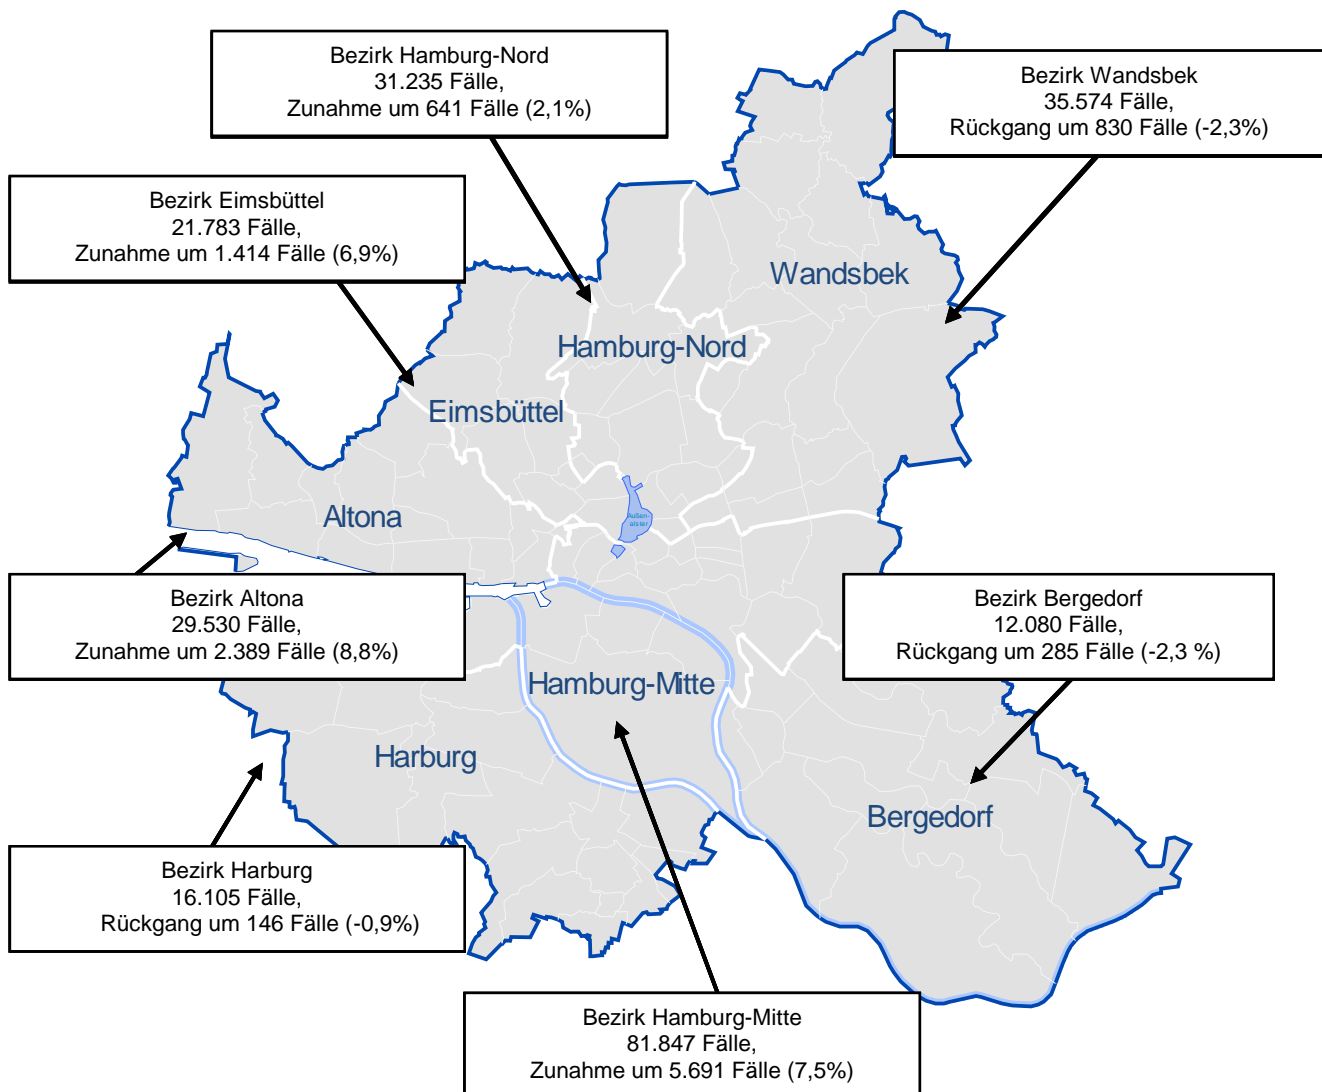 Bezirk Hamburg-Nord
31.235 Fälle,
Zunahme um 641 Fälle (2,1%)
Bezirk Wandsbek
35.574 Fälle,
Rückgang um 830 Fälle (-2,3%)
Bezirk Eimsbüttel
21.783 Fälle,
Zunahme um 1.414 Fälle (6,9%)
Wandsbek
Hamburg-Nord
Eimsbüttel
Altona
Außen-
alster
Bezirk Altona
29.530 Fälle,
Zunahme um 2.389 Fälle (8,8%)
Bezirk Bergedorf
12.080 Fälle,
Rückgang um 285 Fälle (-2,3 %)
Hamburg-Mitte
Harburg
Bergedorf
Bezirk Harburg
16.105 Fälle,
Rückgang um 146 Fälle (-0,9%)
Bezirk Hamburg-Mitte
81.847 Fälle,
Zunahme um 5.691 Fälle (7,5%)